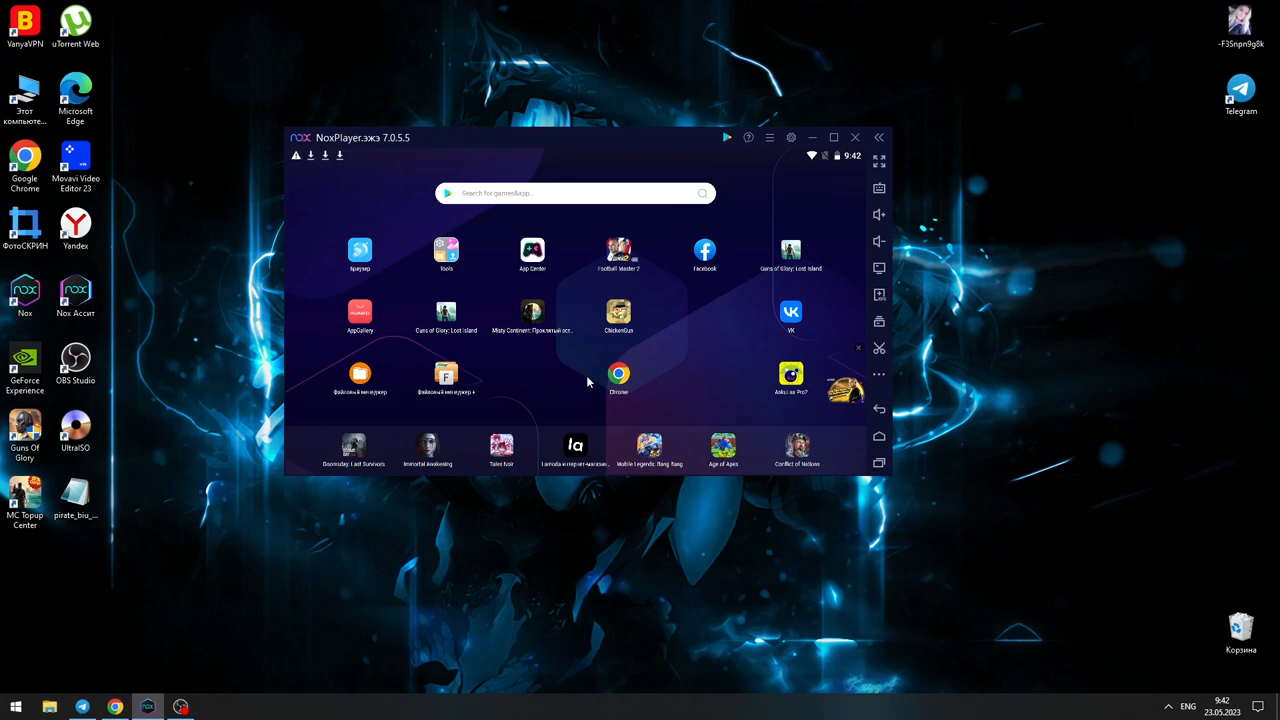 VanyaVPN
uTorrent Web
Этот
компьюте...
Microsoft
Edge
Google
Chrome
Movavi Video
Editor 23
ФотоСКРИН
Yandex
Nox
Nox Ассит
GeForce
Experience
OBS Studio
Guns Of
Glory
UltraISO
MC Topup
Center
pirate_biu_...
nox NoxPlayer.эжэ 7.0.5.5
9:42
Search for games&app..
Браузер
Tools
App Center
Football Master 2
Facebook
Guns of Glory: Lost Island
AppGallery
Guns of Glory: Lost Island
Misty Continent: Проклятый ост..
ChickenGun
VK
Файловый менеджер
Файловый менеджер +
Chrome
Doomsday: Last Survivors
Immortal Awakening
Tales Noir
la
Lamoda интернет-магазин..
Mobile Legends: Bang Bang
Age of Apes
Conflict of Nations
-F3Snpn9g8k
Telegram
Корзина
ENG
9:42
23.05.2023